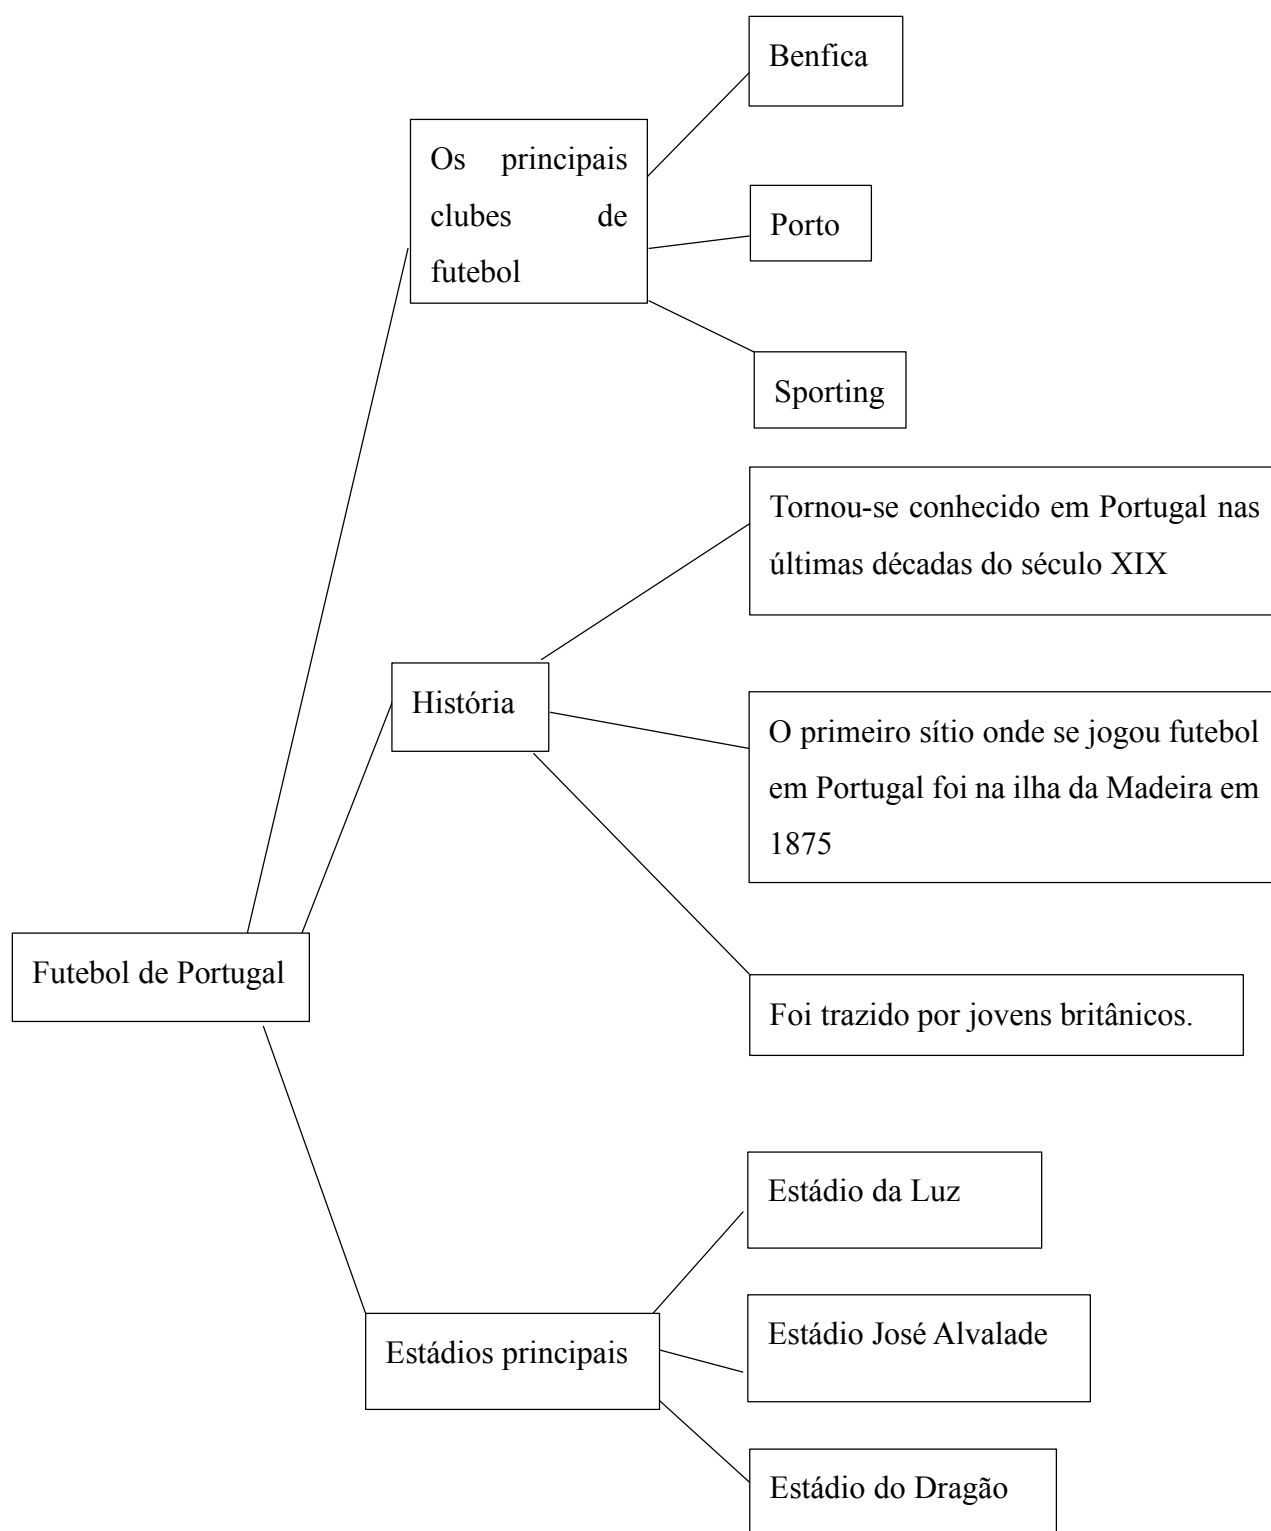 Benfica
Os principais
clubes de
futebol
Porto
Sporting
Tornou-se conhecido em Portugal nas
últimas décadas do século XIX
História
O primeiro sítio onde se jogou futebol
em Portugal foi na ilha da Madeira em
1875
Futebol de Portugal
Foi trazido por jovens britânicos.
Estádio da Luz
Estádios principais
Estádio José Alvalade
Estádio do Dragão